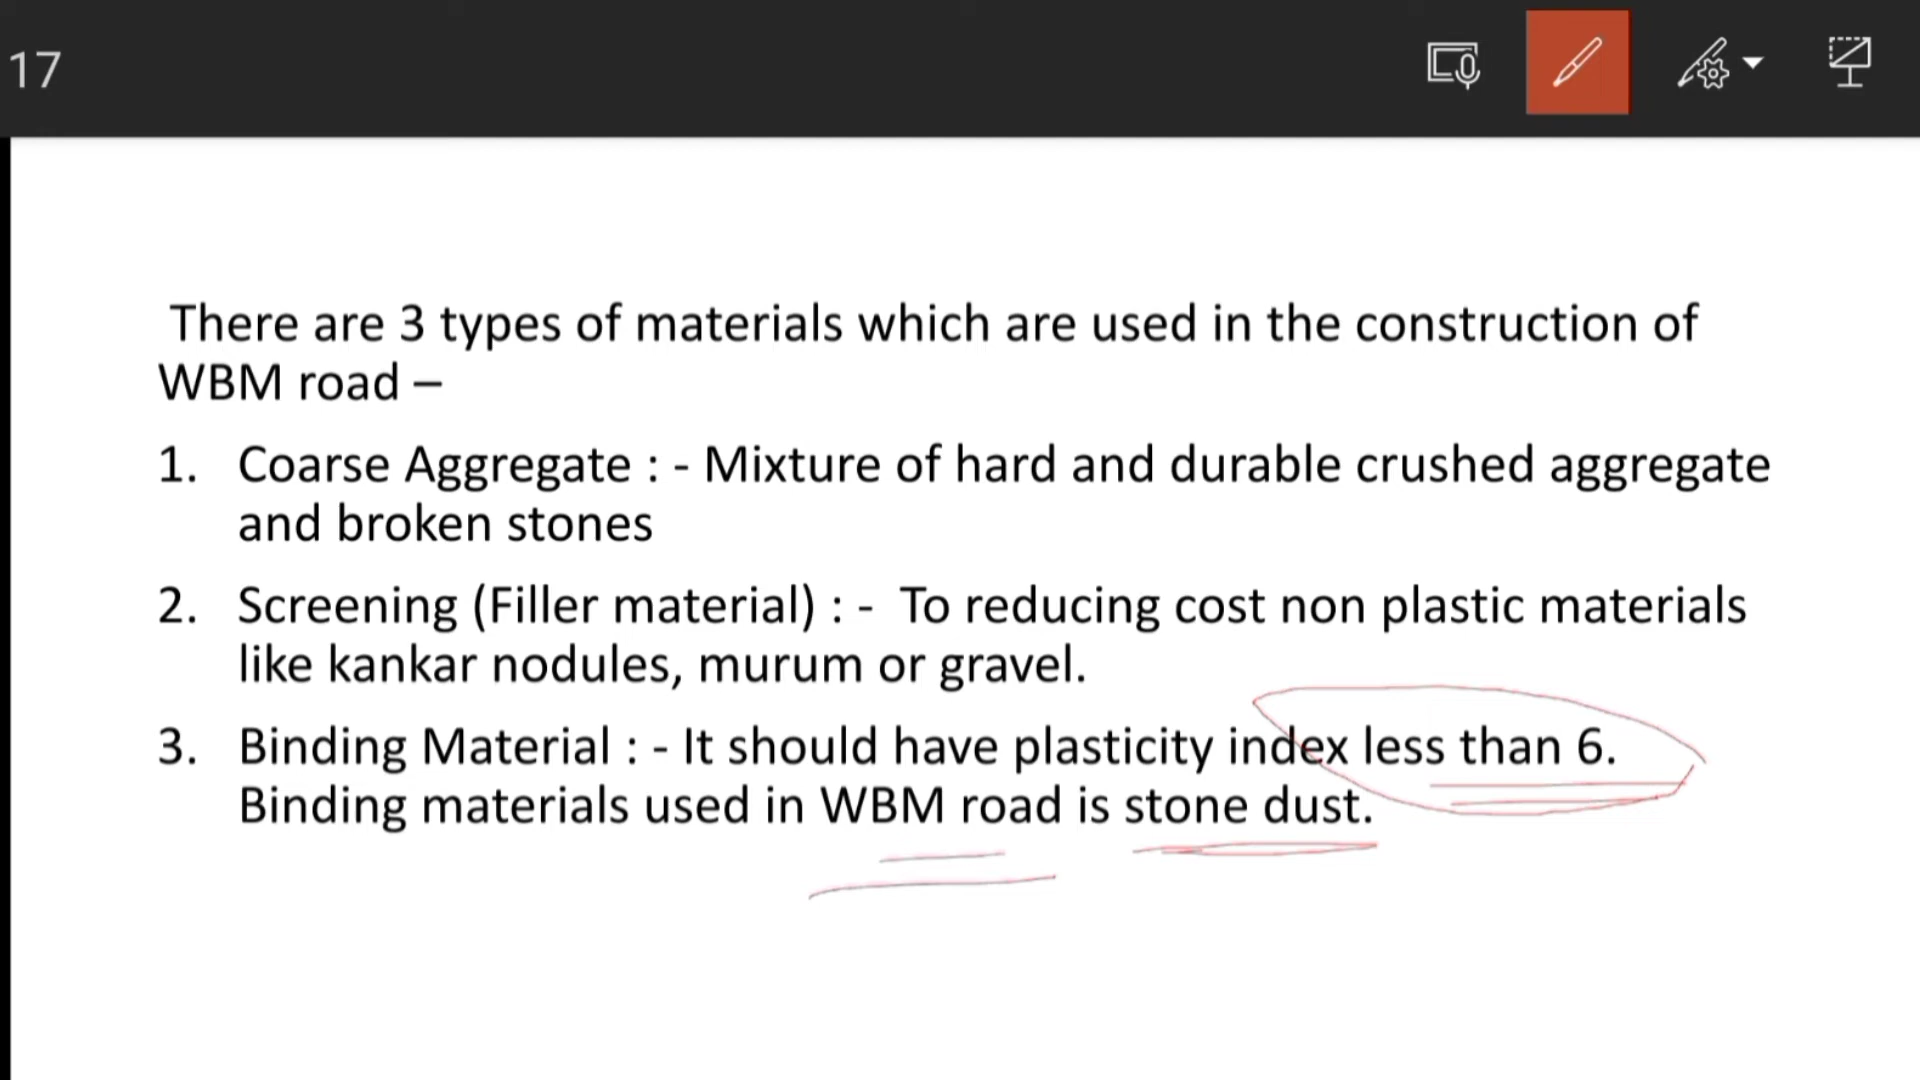 17
There are 3 types of materials which are used in the construction of
WBM road –
1. Coarse Aggregate : - Mixture of hard and durable crushed aggregate
and broken stones
2. Screening (Filler material) : - To reducing cost non plastic materials
like kankar nodules, murum or gravel.
3. Binding Material : - It should have plasticity index less than 6.
Binding materials used in WBM road is stone dust.